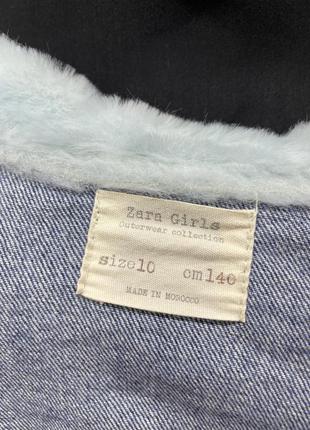 Zara Girls
Outerwear collection
size10 cm140
MADE IN MOROCCO